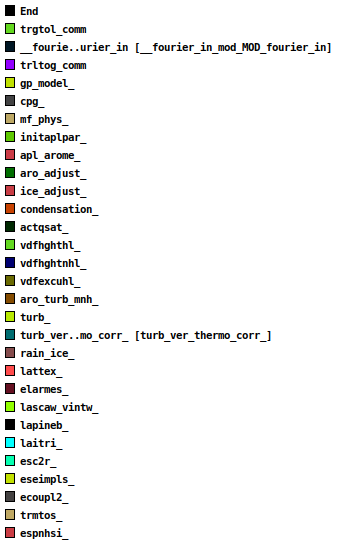 End
trgtol_comm
__fourie..urier_in [__fourier_in_mod_MOD_fourier_in]
trltog_comm
gp_model_
cpg_
mf_phys_
initaplpar_
apl_arome_
aro_adjust_
ice_adjust_
condensation_
actqsat_
vdfhghthl_
vdfhghtnhl_
vdfexcuhl_
aro_turb_mnh_
turb_
turb_ver..mo_corr_ [turb_ver_thermo_corr_]
rain_ice_
lattex_
elarmes_
lascaw_vintw_
lapineb_
laitri_
esc2r_
eseimpls_
ecoupl2_
trmtos_
espnhsi_